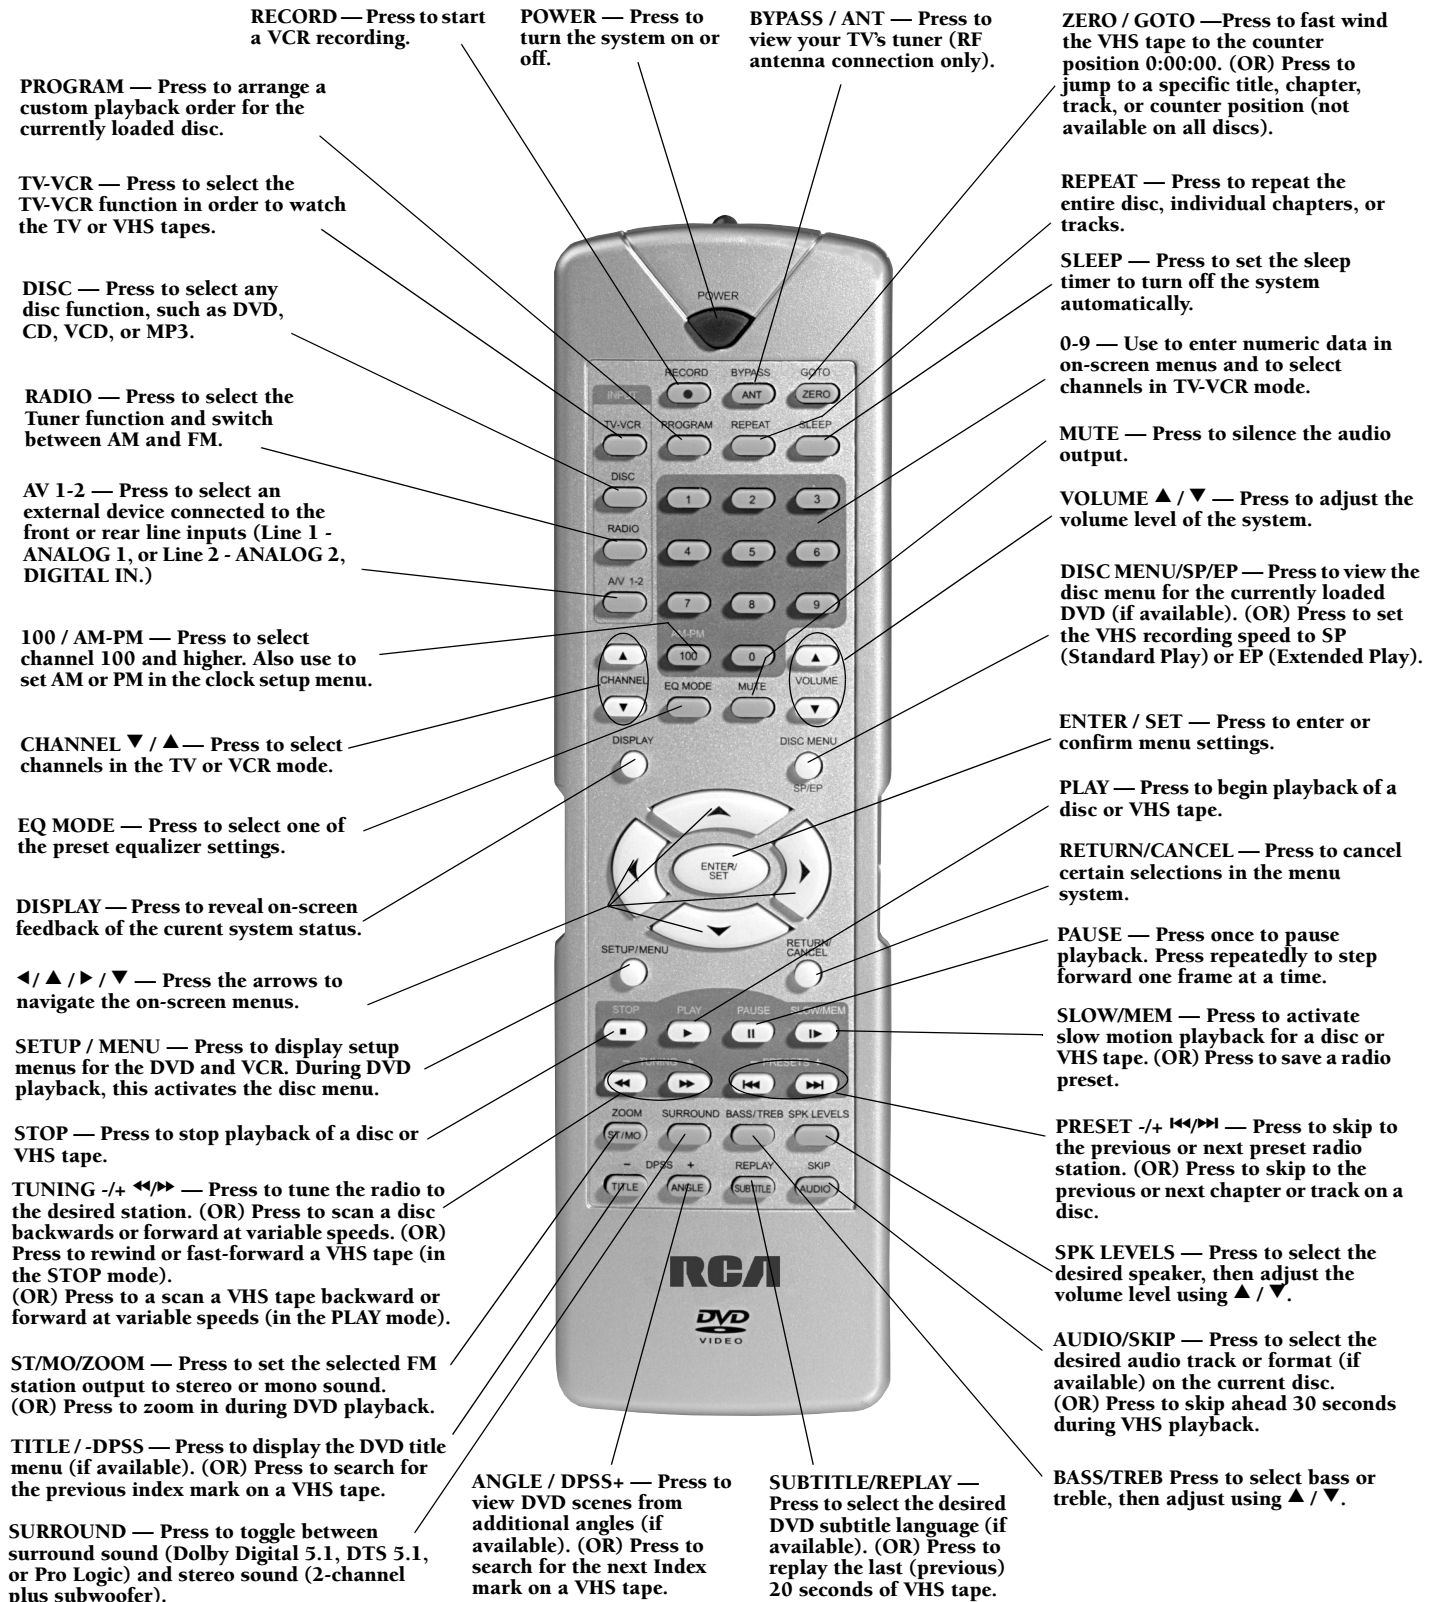 RECORD — Press to start
a VCR recording.
POWER — Press to
turn the system on or
off.
BYPASS / ANT — Press to
view your TV's tuner (RF
antenna connection only).
ZERO / GOTO —Press to fast wind
the VHS tape to the counter
position 0:00:00. (OR) Press to
jump to a specific title, chapter,
track, or counter position (not
available on all discs).
PROGRAM — Press to arrange a
custom playback order for the
currently loaded disc.
TV-VCR — Press to select the
TV-VCR function in order to watch
the TV or VHS tapes.
DISC — Press to select any
disc function, such as DVD,
CD, VCD, or MP3.
RADIO — Press to select the
Tuner function and switch
between AM and FM.
AV 1-2 — Press to select an
external device connected to the
front or rear line inputs (Line 1 -
ANALOG 1, or Line 2 - ANALOG 2,
DIGITAL IN.)
100 / AM-PM — Press to select
channel 100 and higher. Also use to
set AM or PM in the clock setup menu.
CHANNEL ▼ / ▲ — Press to select
channels in the TV or VCR mode.
EQ MODE — Press to select one of
the preset equalizer settings.
DISPLAY — Press to reveal on-screen
feedback of the curent system status.
◀ / ▲ / ▶ / ▼ — Press the arrows to
navigate the on-screen menus.
SETUP / MENU — Press to display setup
menus for the DVD and VCR. During DVD
playback, this activates the disc menu.
STOP — Press to stop playback of a disc or
VHS tape.
TUNING -/+ ◀◀/▶▶ — Press to tune the radio to
the desired station. (OR) Press to scan a disc
backwards or forward at variable speeds. (OR)
Press to rewind or fast-forward a VHS tape (in
the STOP mode).
(OR) Press to a scan a VHS tape backward or
forward at variable speeds (in the PLAY mode).
ST/MO/ZOOM — Press to set the selected FM
station output to stereo or mono sound.
(OR) Press to zoom in during DVD playback.
TITLE / -DPSS — Press to display the DVD title
menu (if available). (OR) Press to search for
the previous index mark on a VHS tape.
SURROUND — Press to toggle between
surround sound (Dolby Digital 5.1, DTS 5.1,
or Pro Logic) and stereo sound (2-channel
plus subwoofer).
POWER
RECORD BYPASS GOTO
INPUT ANT ZERO
TV-VCR PROGRAM REPEAT SLEEP
DISC
1 2 3
RADIO
4 5 6
A/V 1-2
7 8 9
AM-PM
▲ 100 0 ▲
CHANNEL EQ MODE MUTE VOLUME
▼ ▼
DISPLAY DISC MENU
SP/EP
ENTER/
SET
SETUP/MENU RETURN/
CANCEL
STOP PLAY PAUSE SLOW/MEM
− TUNING + − PRESETS +
ZOOM SURROUND BASS/TREB SPK LEVELS
ST/MO
− DPSS + REPLAY SKIP
TITLE ANGLE SUBTITLE AUDIO
RCA
DVD
VIDEO
REPEAT — Press to repeat the
entire disc, individual chapters, or
tracks.
SLEEP — Press to set the sleep
timer to turn off the system
automatically.
0-9 — Use to enter numeric data in
on-screen menus and to select
channels in TV-VCR mode.
MUTE — Press to silence the audio
output.
VOLUME ▲ / ▼ — Press to adjust the
volume level of the system.
DISC MENU/SP/EP — Press to view the
disc menu for the currently loaded
DVD (if available). (OR) Press to set
the VHS recording speed to SP
(Standard Play) or EP (Extended Play).
ENTER / SET — Press to enter or
confirm menu settings.
PLAY — Press to begin playback of a
disc or VHS tape.
RETURN/CANCEL — Press to cancel
certain selections in the menu
system.
PAUSE — Press once to pause
playback. Press repeatedly to step
forward one frame at a time.
SLOW/MEM — Press to activate
slow motion playback for a disc or
VHS tape. (OR) Press to save a radio
preset.
PRESET -/+ |◀◀/▶▶| — Press to skip to
the previous or next preset radio
station. (OR) Press to skip to the
previous or next chapter or track on a
disc.
SPK LEVELS — Press to select the
desired speaker, then adjust the
volume level using ▲ / ▼.
AUDIO/SKIP — Press to select the
desired audio track or format (if
available) on the current disc.
(OR) Press to skip ahead 30 seconds
during VHS playback.
BASS/TREB Press to select bass or
treble, then adjust using ▲ / ▼.
ANGLE / DPSS+ — Press to
view DVD scenes from
additional angles (if
available). (OR) Press to
search for the next Index
mark on a VHS tape.
SUBTITLE/REPLAY —
Press to select the desired
DVD subtitle language (if
available). (OR) Press to
replay the last (previous)
20 seconds of VHS tape.